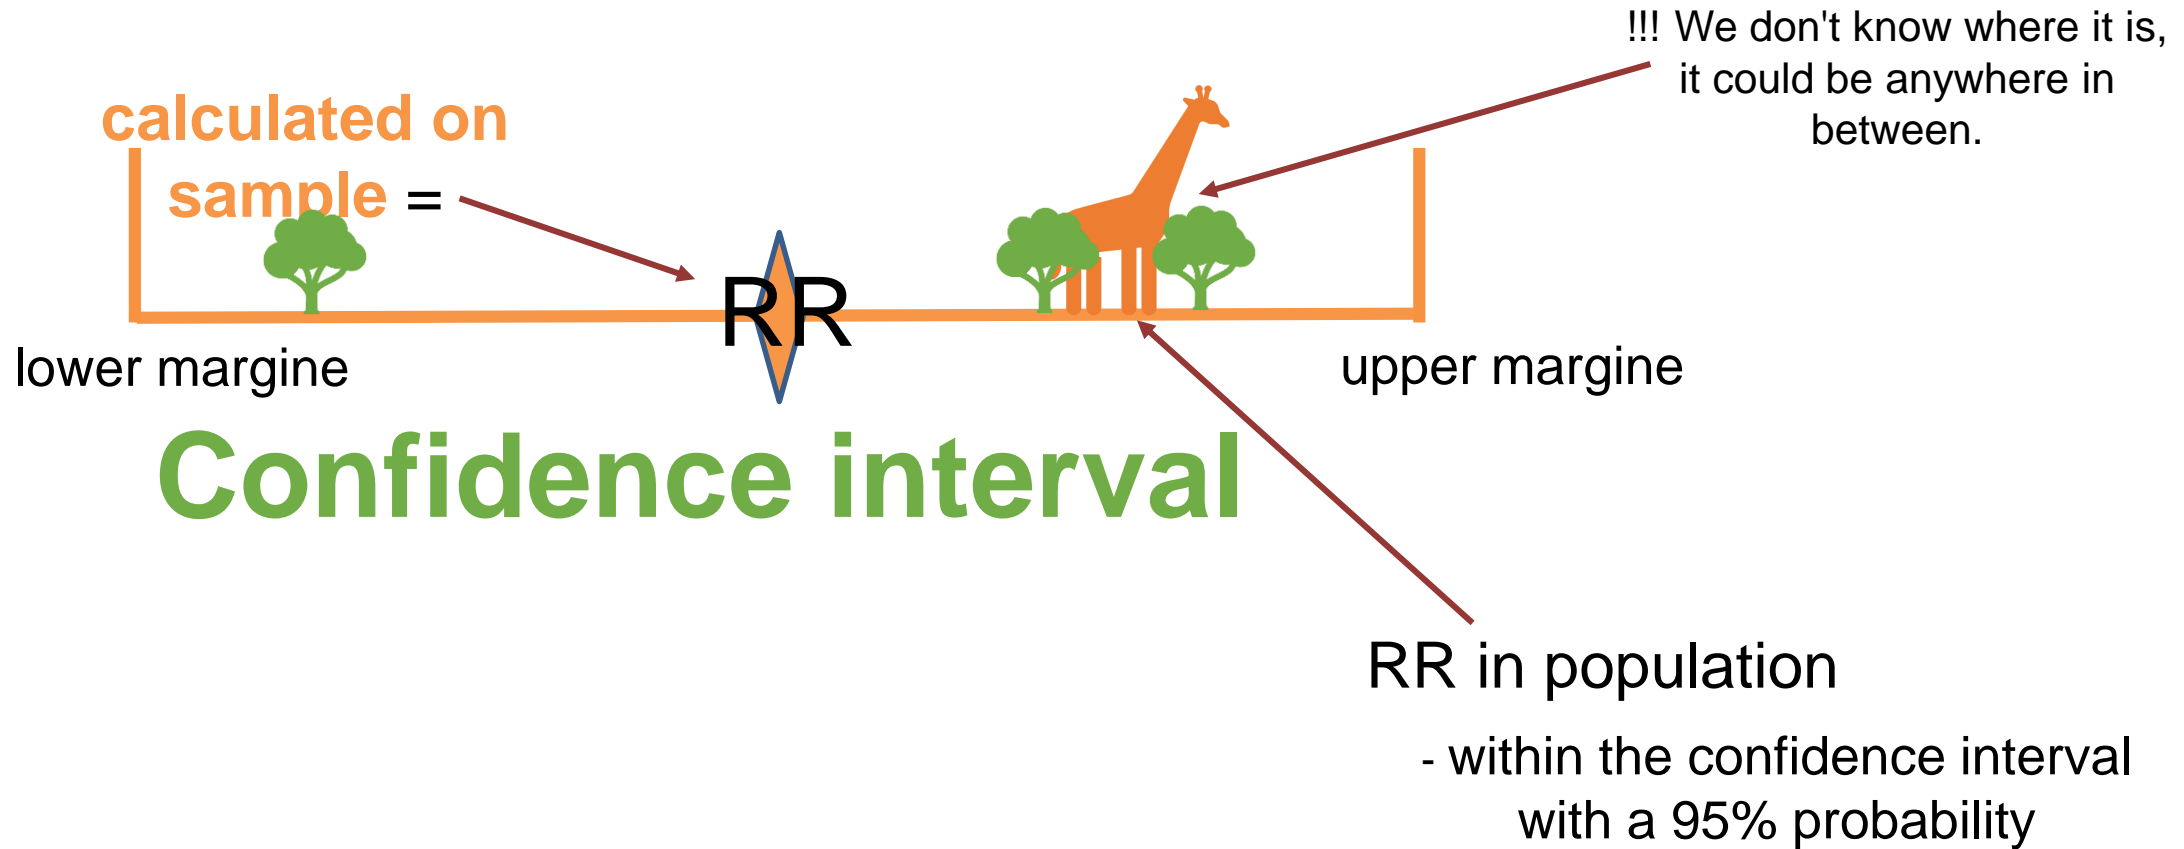 !!! We don't know where it is,
it could be anywhere in
between.
calculated on
sample =
RR
lower margine
upper margine
Confidence interval
RR in population
- within the confidence interval
with a 95% probability